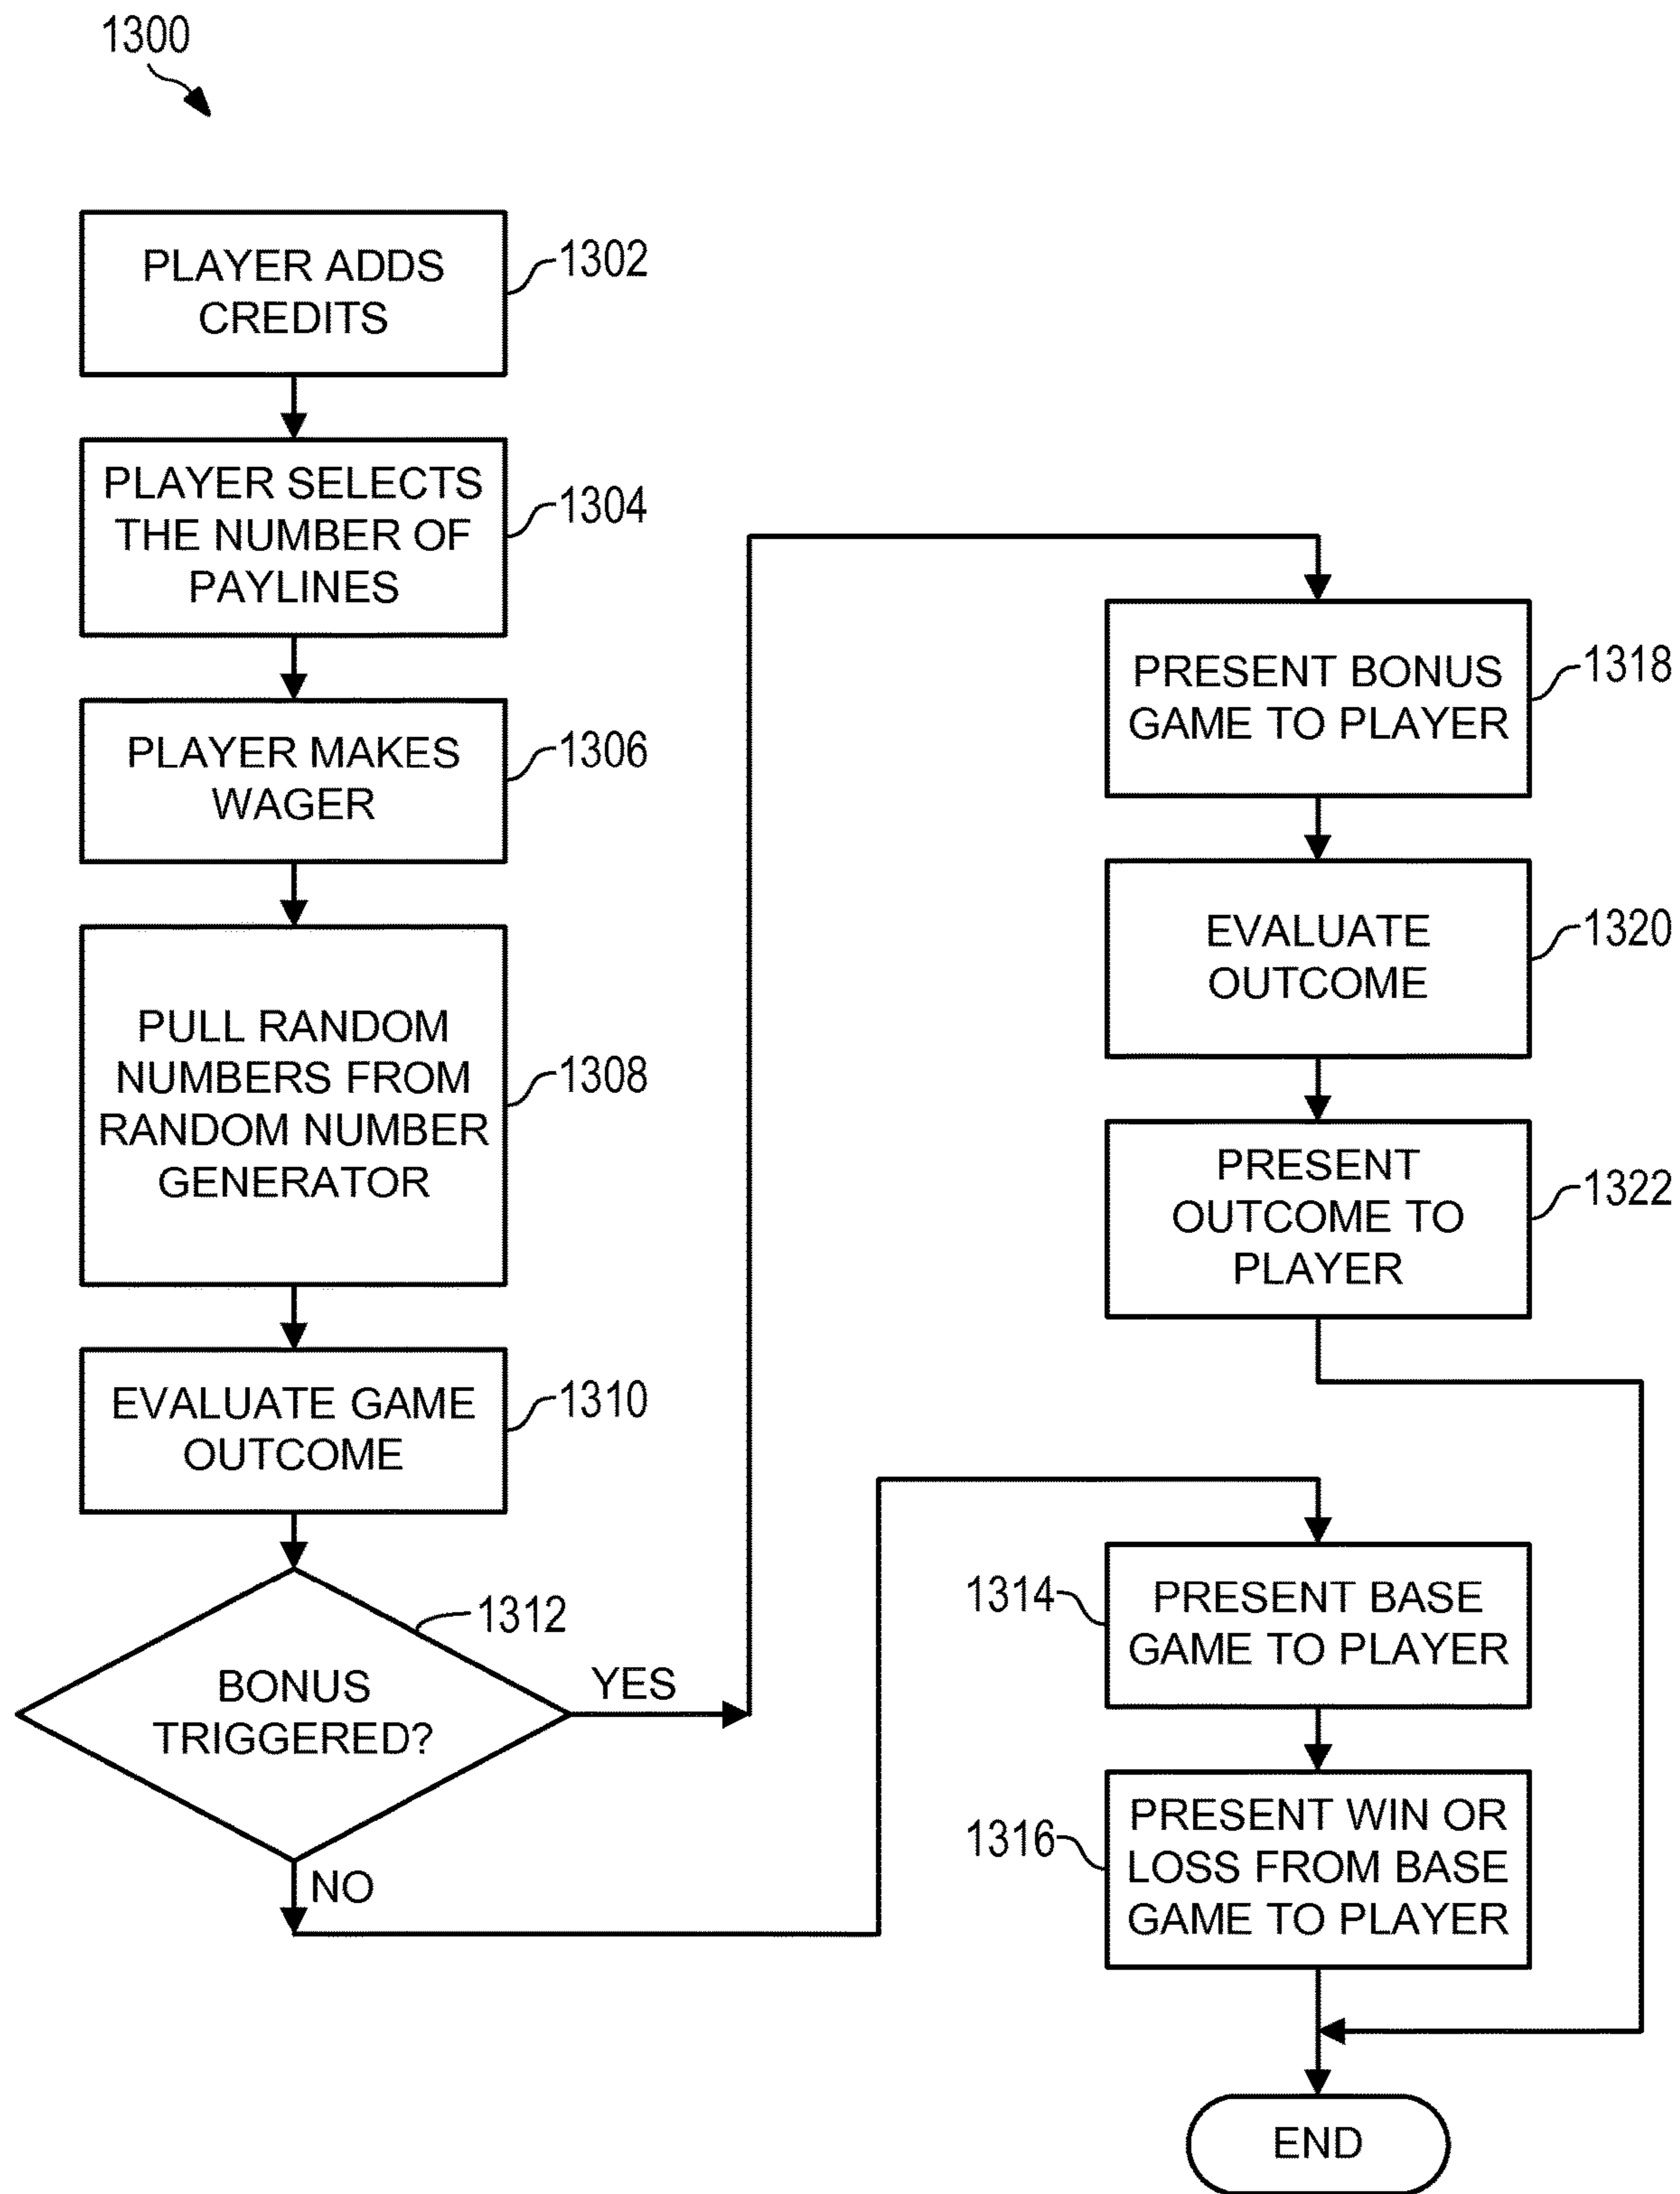 1300
PLAYER ADDS
CREDITS
1302
PLAYER SELECTS
THE NUMBER OF
PAYLINES
1304
PLAYER MAKES
WAGER
1306
PULL RANDOM
NUMBERS FROM
RANDOM NUMBER
GENERATOR
1308
EVALUATE GAME
OUTCOME
1310
BONUS
TRIGGERED?
1312
YES
NO
PRESENT BONUS
GAME TO PLAYER
1318
EVALUATE
OUTCOME
1320
PRESENT
OUTCOME TO
PLAYER
1322
1314
PRESENT BASE
GAME TO PLAYER
1316
PRESENT WIN OR
LOSS FROM BASE
GAME TO PLAYER
END